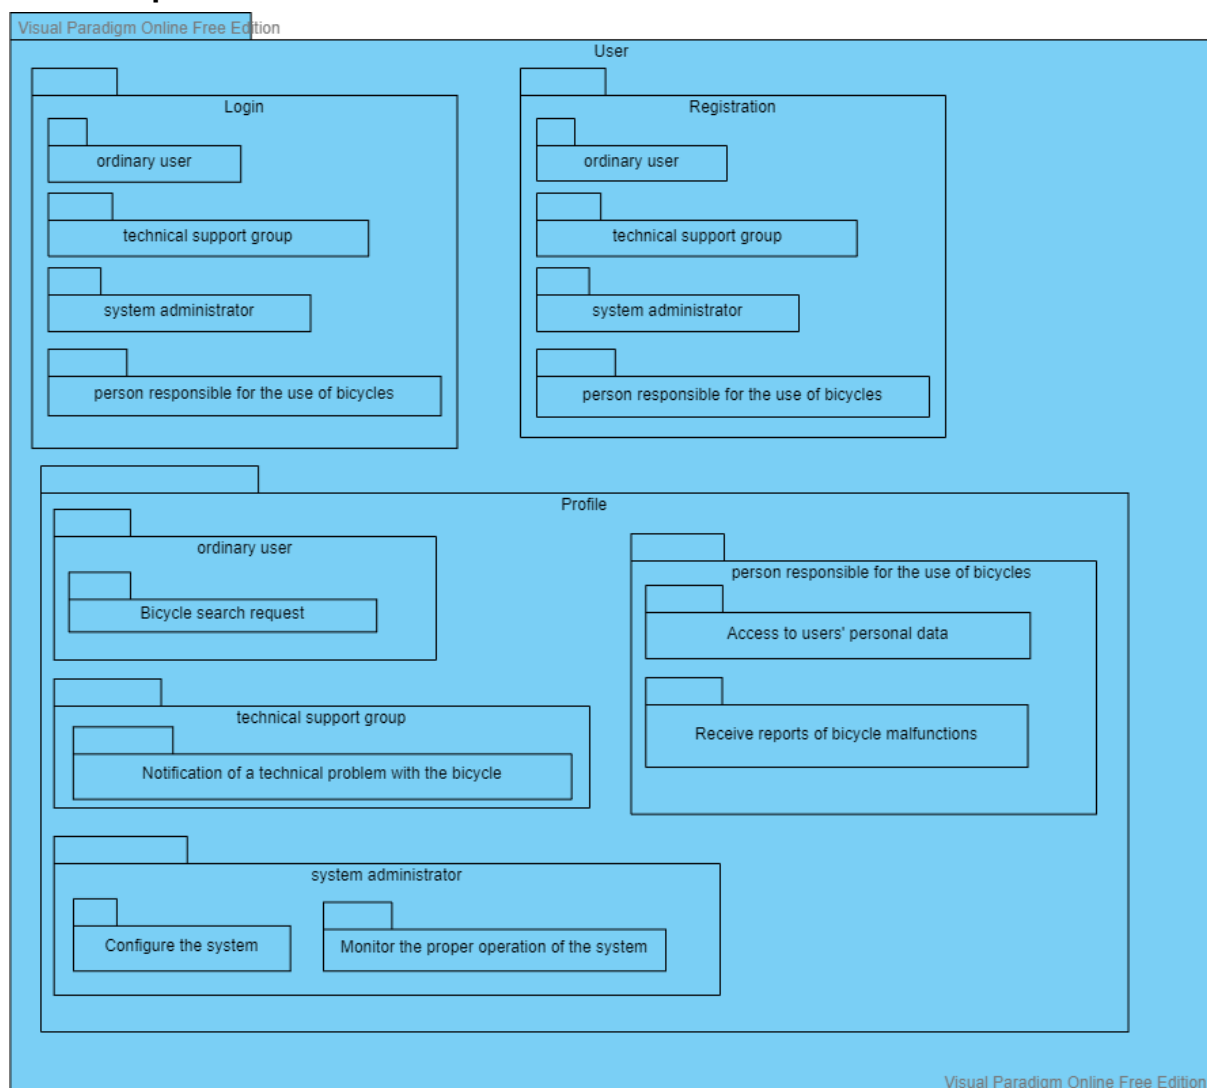 Visual Paradigm Online Free Edition
User
Login
ordinary user
technical support group
system administrator
person responsible for the use of bicycles
Registration
ordinary user
technical support group
system administrator
person responsible for the use of bicycles
Profile
ordinary user
Bicycle search request
technical support group
Notification of a technical problem with the bicycle
person responsible for the use of bicycles
Access to users' personal data
Receive reports of bicycle malfunctions
system administrator
Configure the system
Monitor the proper operation of the system
Visual Paradigm Online Free Edition